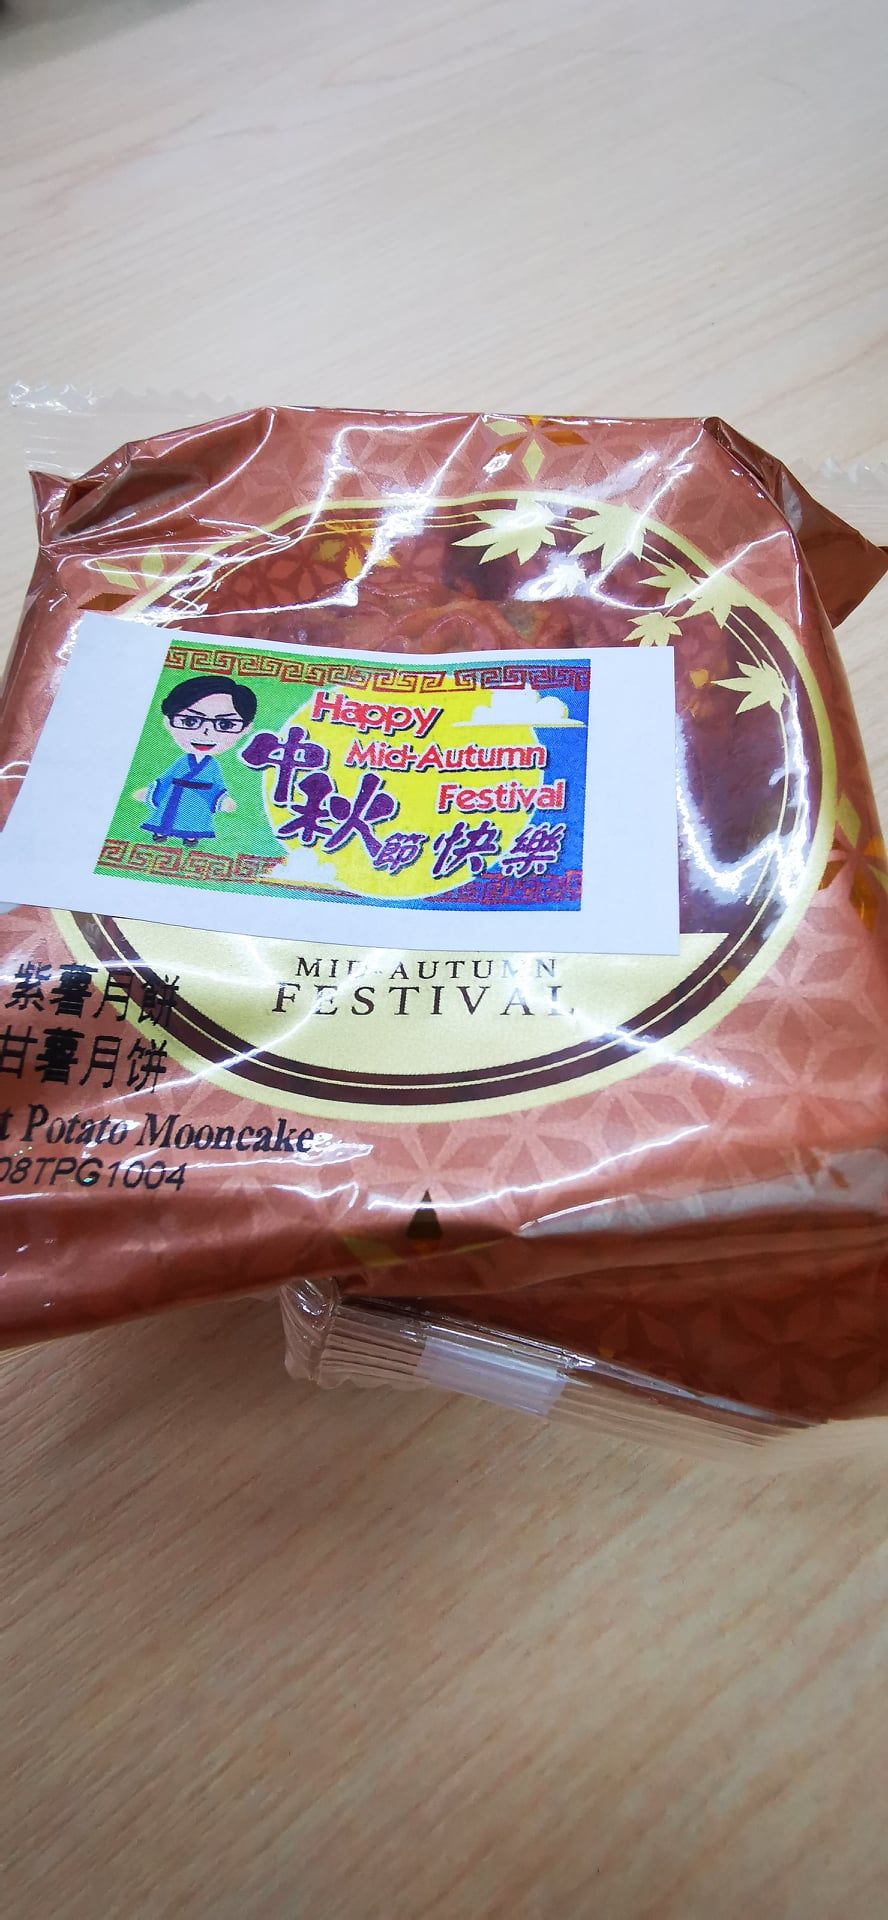 Happy
Mid-Autumn
Festival
中秋節快樂
MID-AUTUMN
FESTIVAL
紫薯月餅
甘薯月饼
t Potato Mooncake
08TPG1004